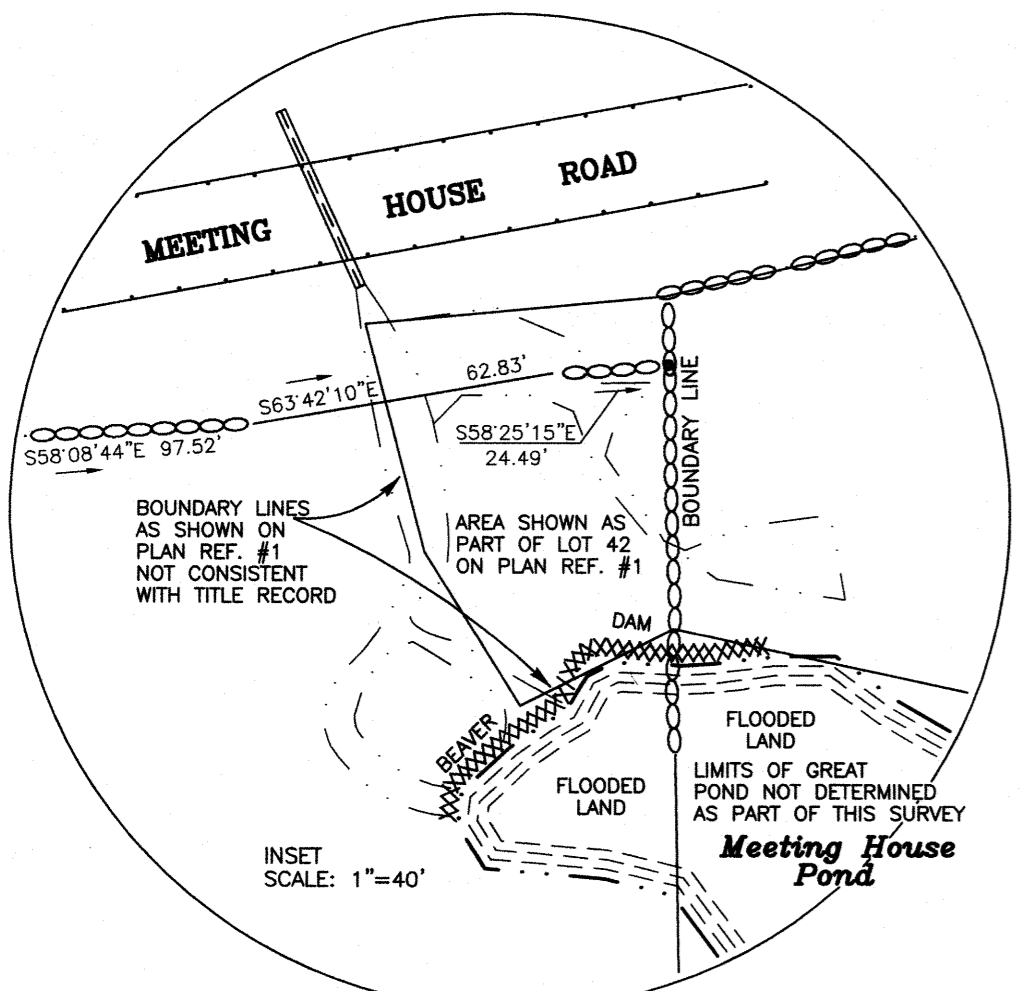 MEETING HOUSE ROAD
S63°42'10"E 62.83'
S58°08'44"E 97.52'
S58°25'15"E
24.49'
BOUNDARY LINE
BOUNDARY LINES
AS SHOWN ON
PLAN REF. #1
NOT CONSISTENT
WITH TITLE RECORD
AREA SHOWN AS
PART OF LOT 42
ON PLAN REF. #1
DAM
BEAVER
FLOODED
LAND
FLOODED
LAND
LIMITS OF GREAT
POND NOT DETERMINED
AS PART OF THIS SURVEY
Meeting House
Pond
INSET
SCALE: 1"=40'